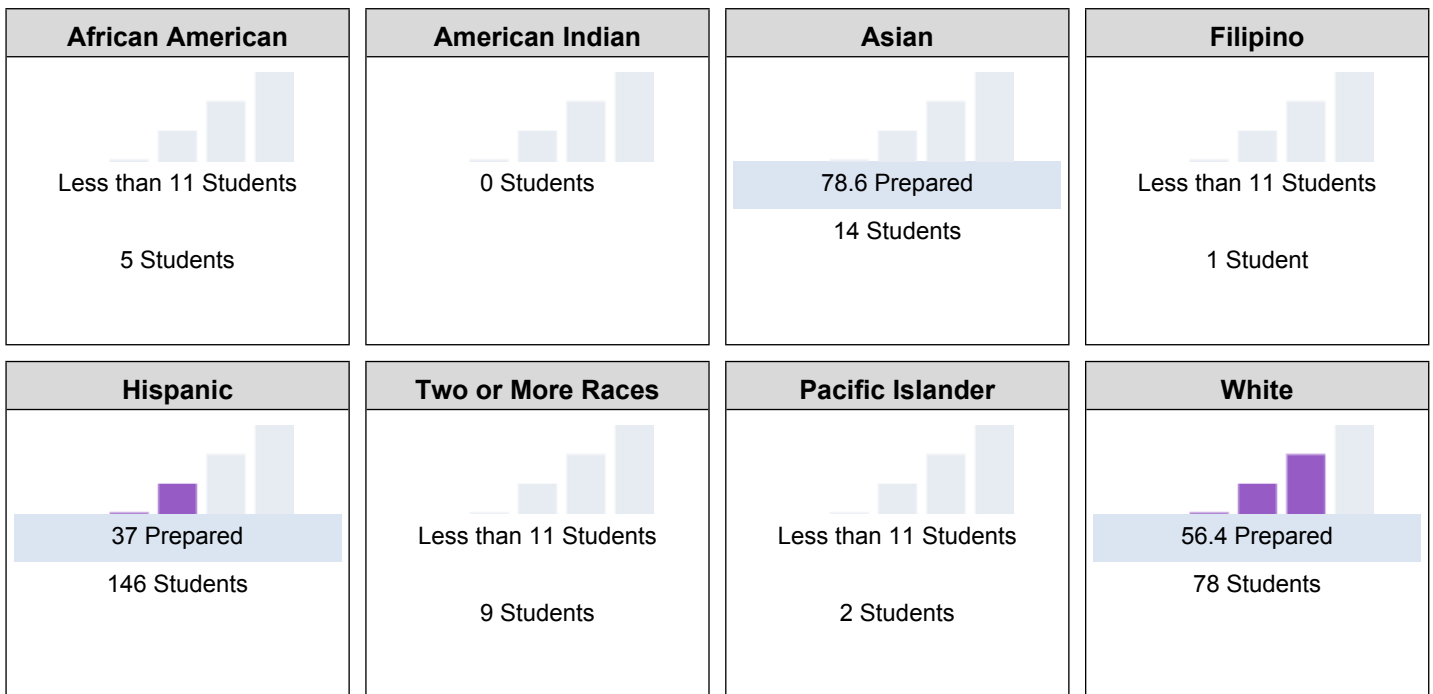 African American
Less than 11 Students
5 Students
American Indian
0 Students
Asian
78.6 Prepared
14 Students
Filipino
Less than 11 Students
1 Student
Hispanic
37 Prepared
146 Students
Two or More Races
Less than 11 Students
9 Students
Pacific Islander
Less than 11 Students
2 Students
White
56.4 Prepared
78 Students